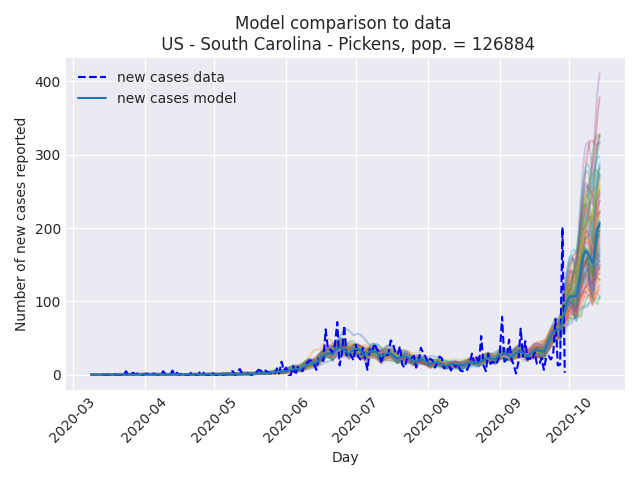 Model comparison to data
US - South Carolina - Pickens, pop. = 126884
new cases data
new cases model
Number of new cases reported
400
300
200
100
0
2020-03
2020-04
2020-05
2020-06
2020-07
2020-08
2020-09
2020-10
Day